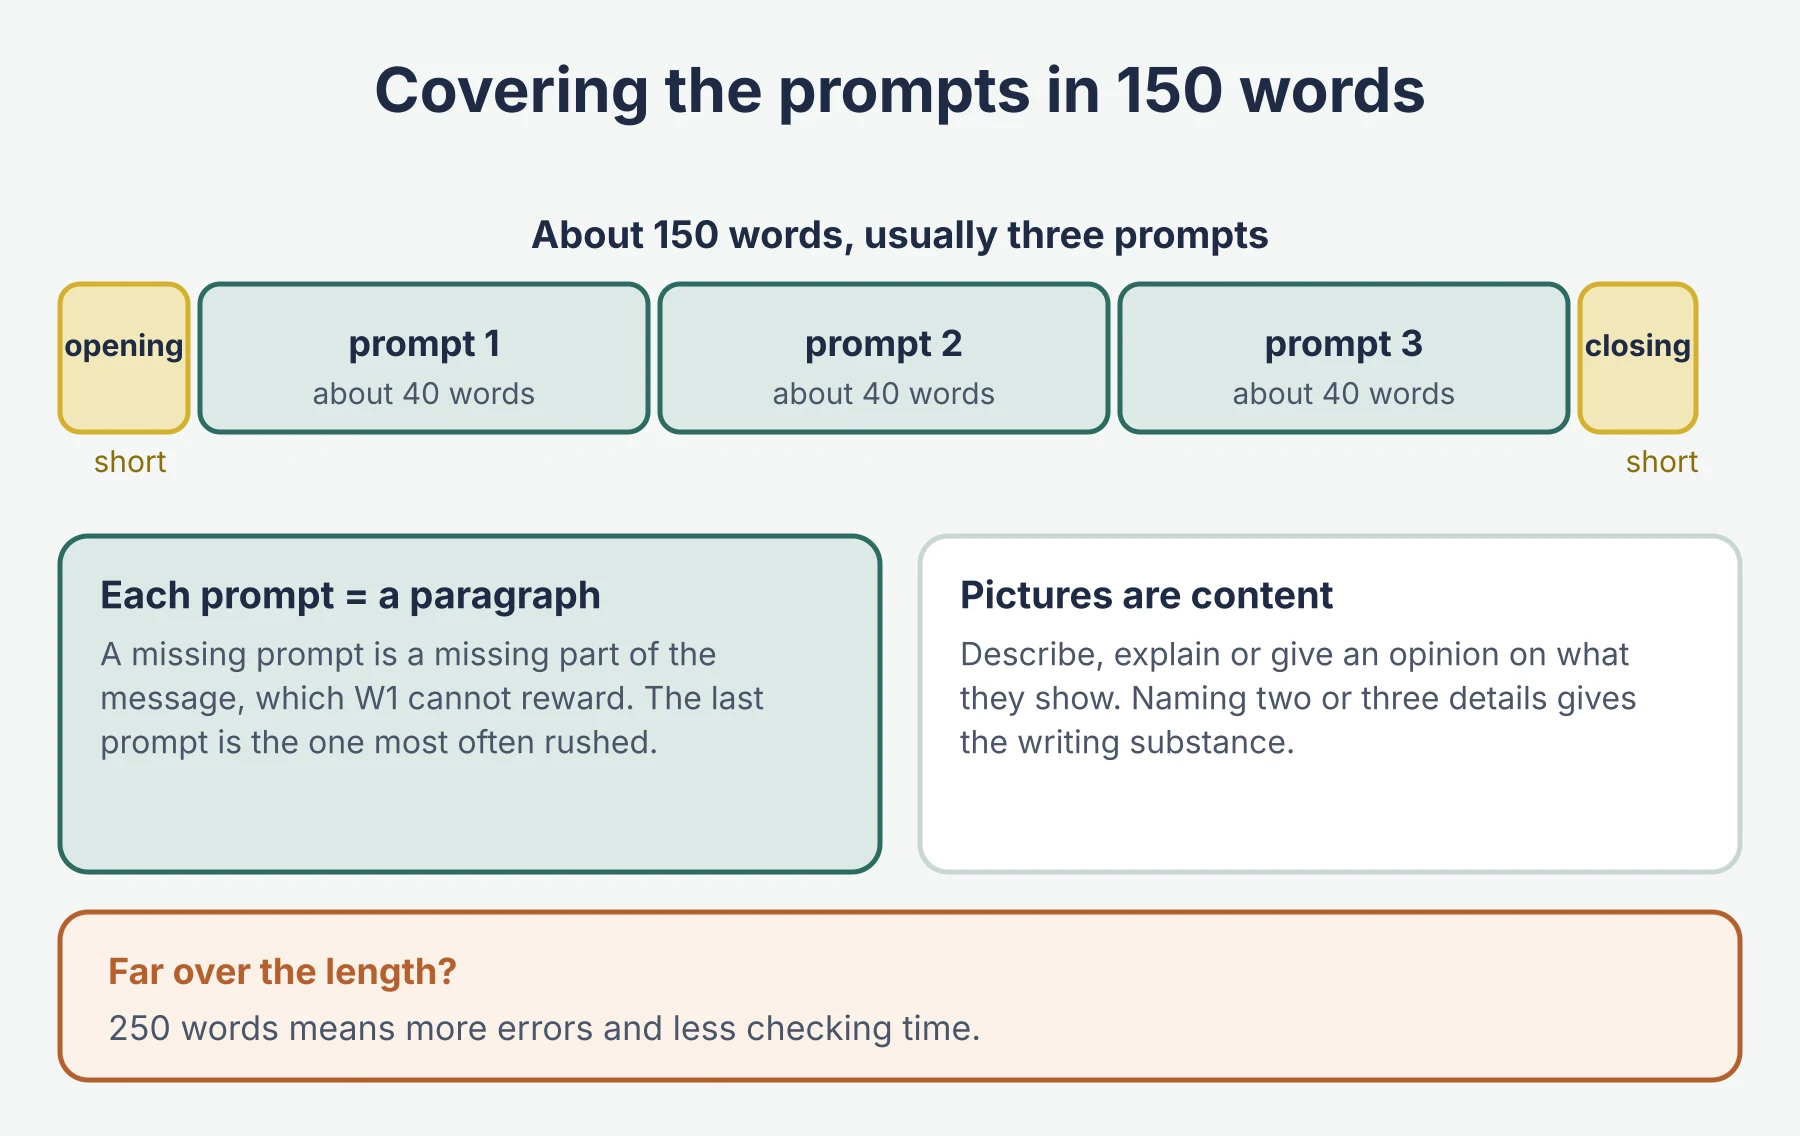 Covering the prompts in 150 words
About 150 words, usually three prompts
opening
prompt 1
about 40 words
prompt 2
about 40 words
prompt 3
about 40 words
closing
short
short
Each prompt = a paragraph
A missing prompt is a missing part of the
message, which W1 cannot reward. The last
prompt is the one most often rushed.
Pictures are content
Describe, explain or give an opinion on what
they show. Naming two or three details gives
the writing substance.
Far over the length?
250 words means more errors and less checking time.